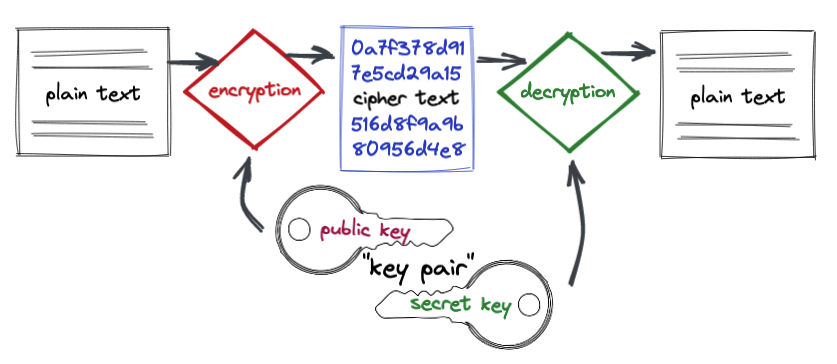 plain text
encryption
0a7f378d91
7e5cd29a15
cipher text
516d8f9a9b
80956d4e8
decryption
plain text
public key
"key pair"
secret key